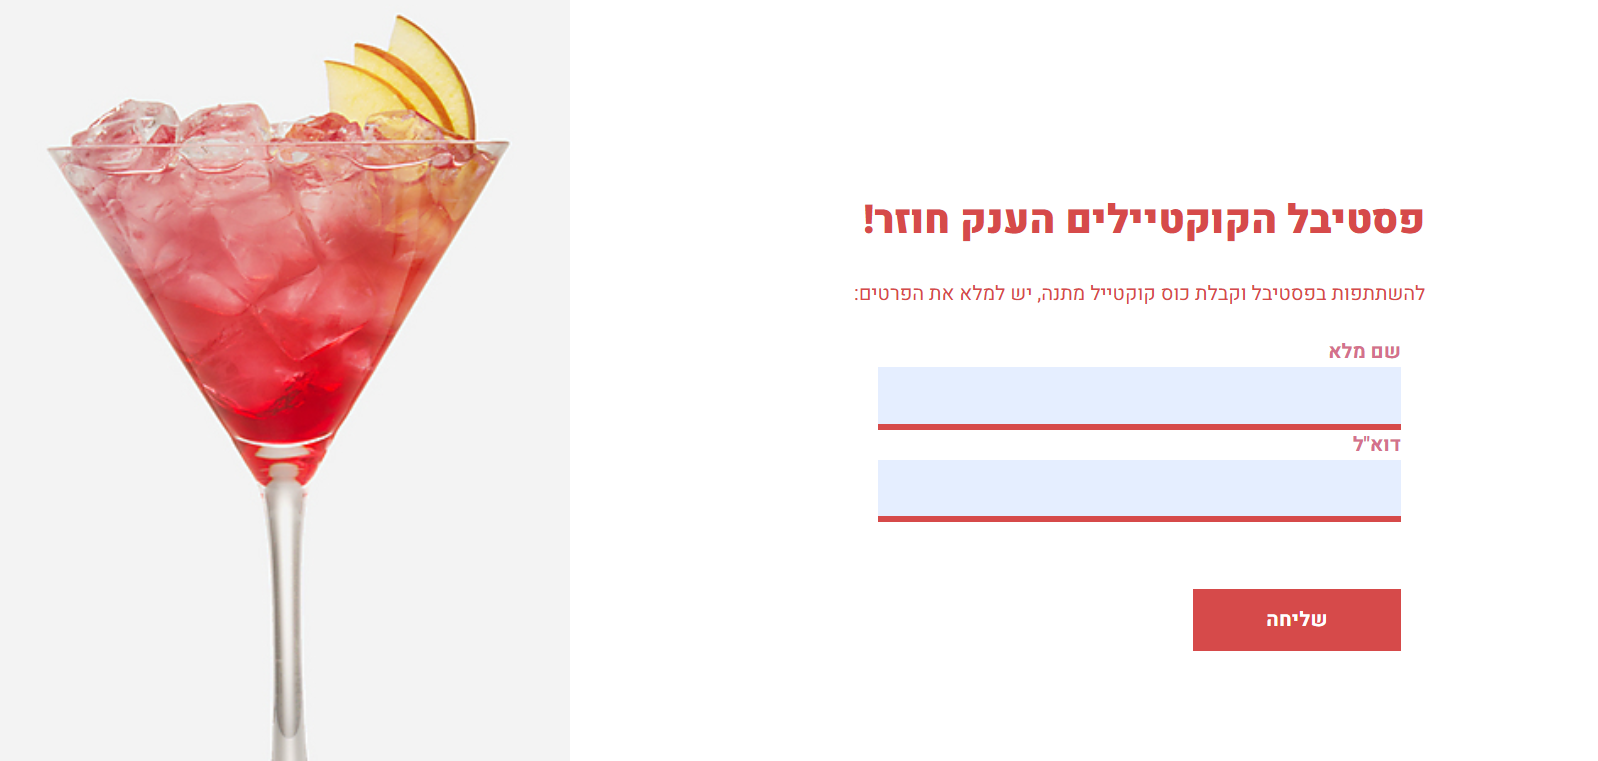 פסטיבל הקוקטיילים הענק חוזר!
להשתתפות בפסטיבל וקבלת כוס קוקטייל מתנה, יש למלא את הפרטים:
שם מלא
דוא"ל
שליחה